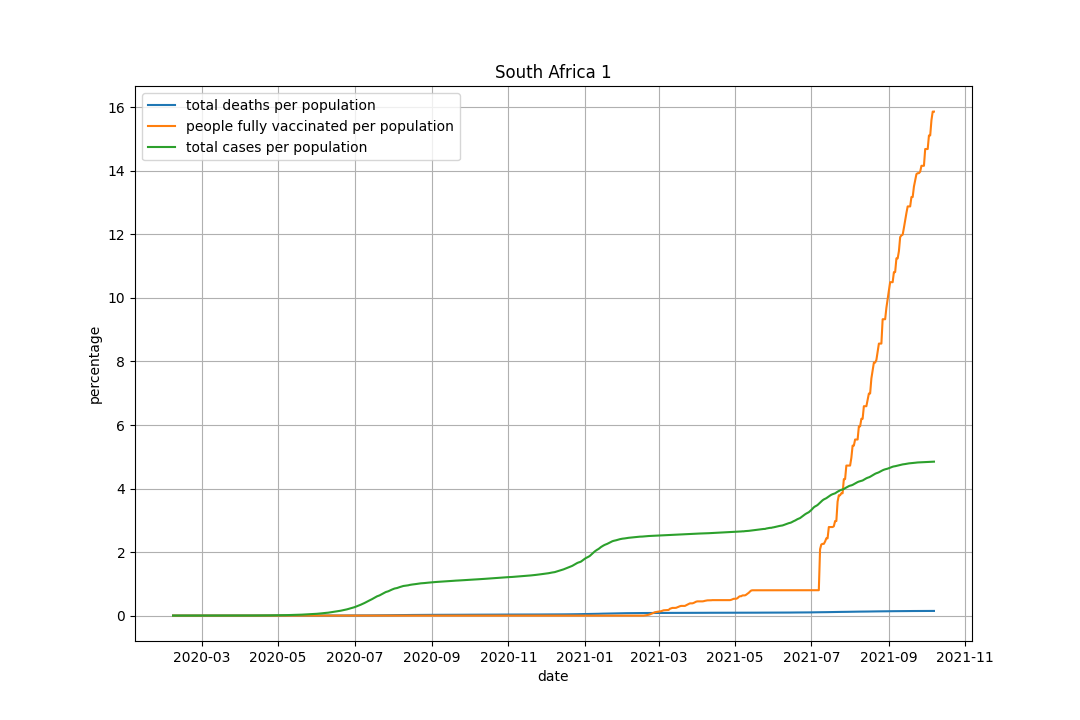 South Africa 1
total deaths per population
people fully vaccinated per population
total cases per population
16
14
12
10
8
6
4
2
0
percentage
2020-03 2020-05 2020-07 2020-09 2020-11 2021-01 2021-03 2021-05 2021-07 2021-09 2021-11
date